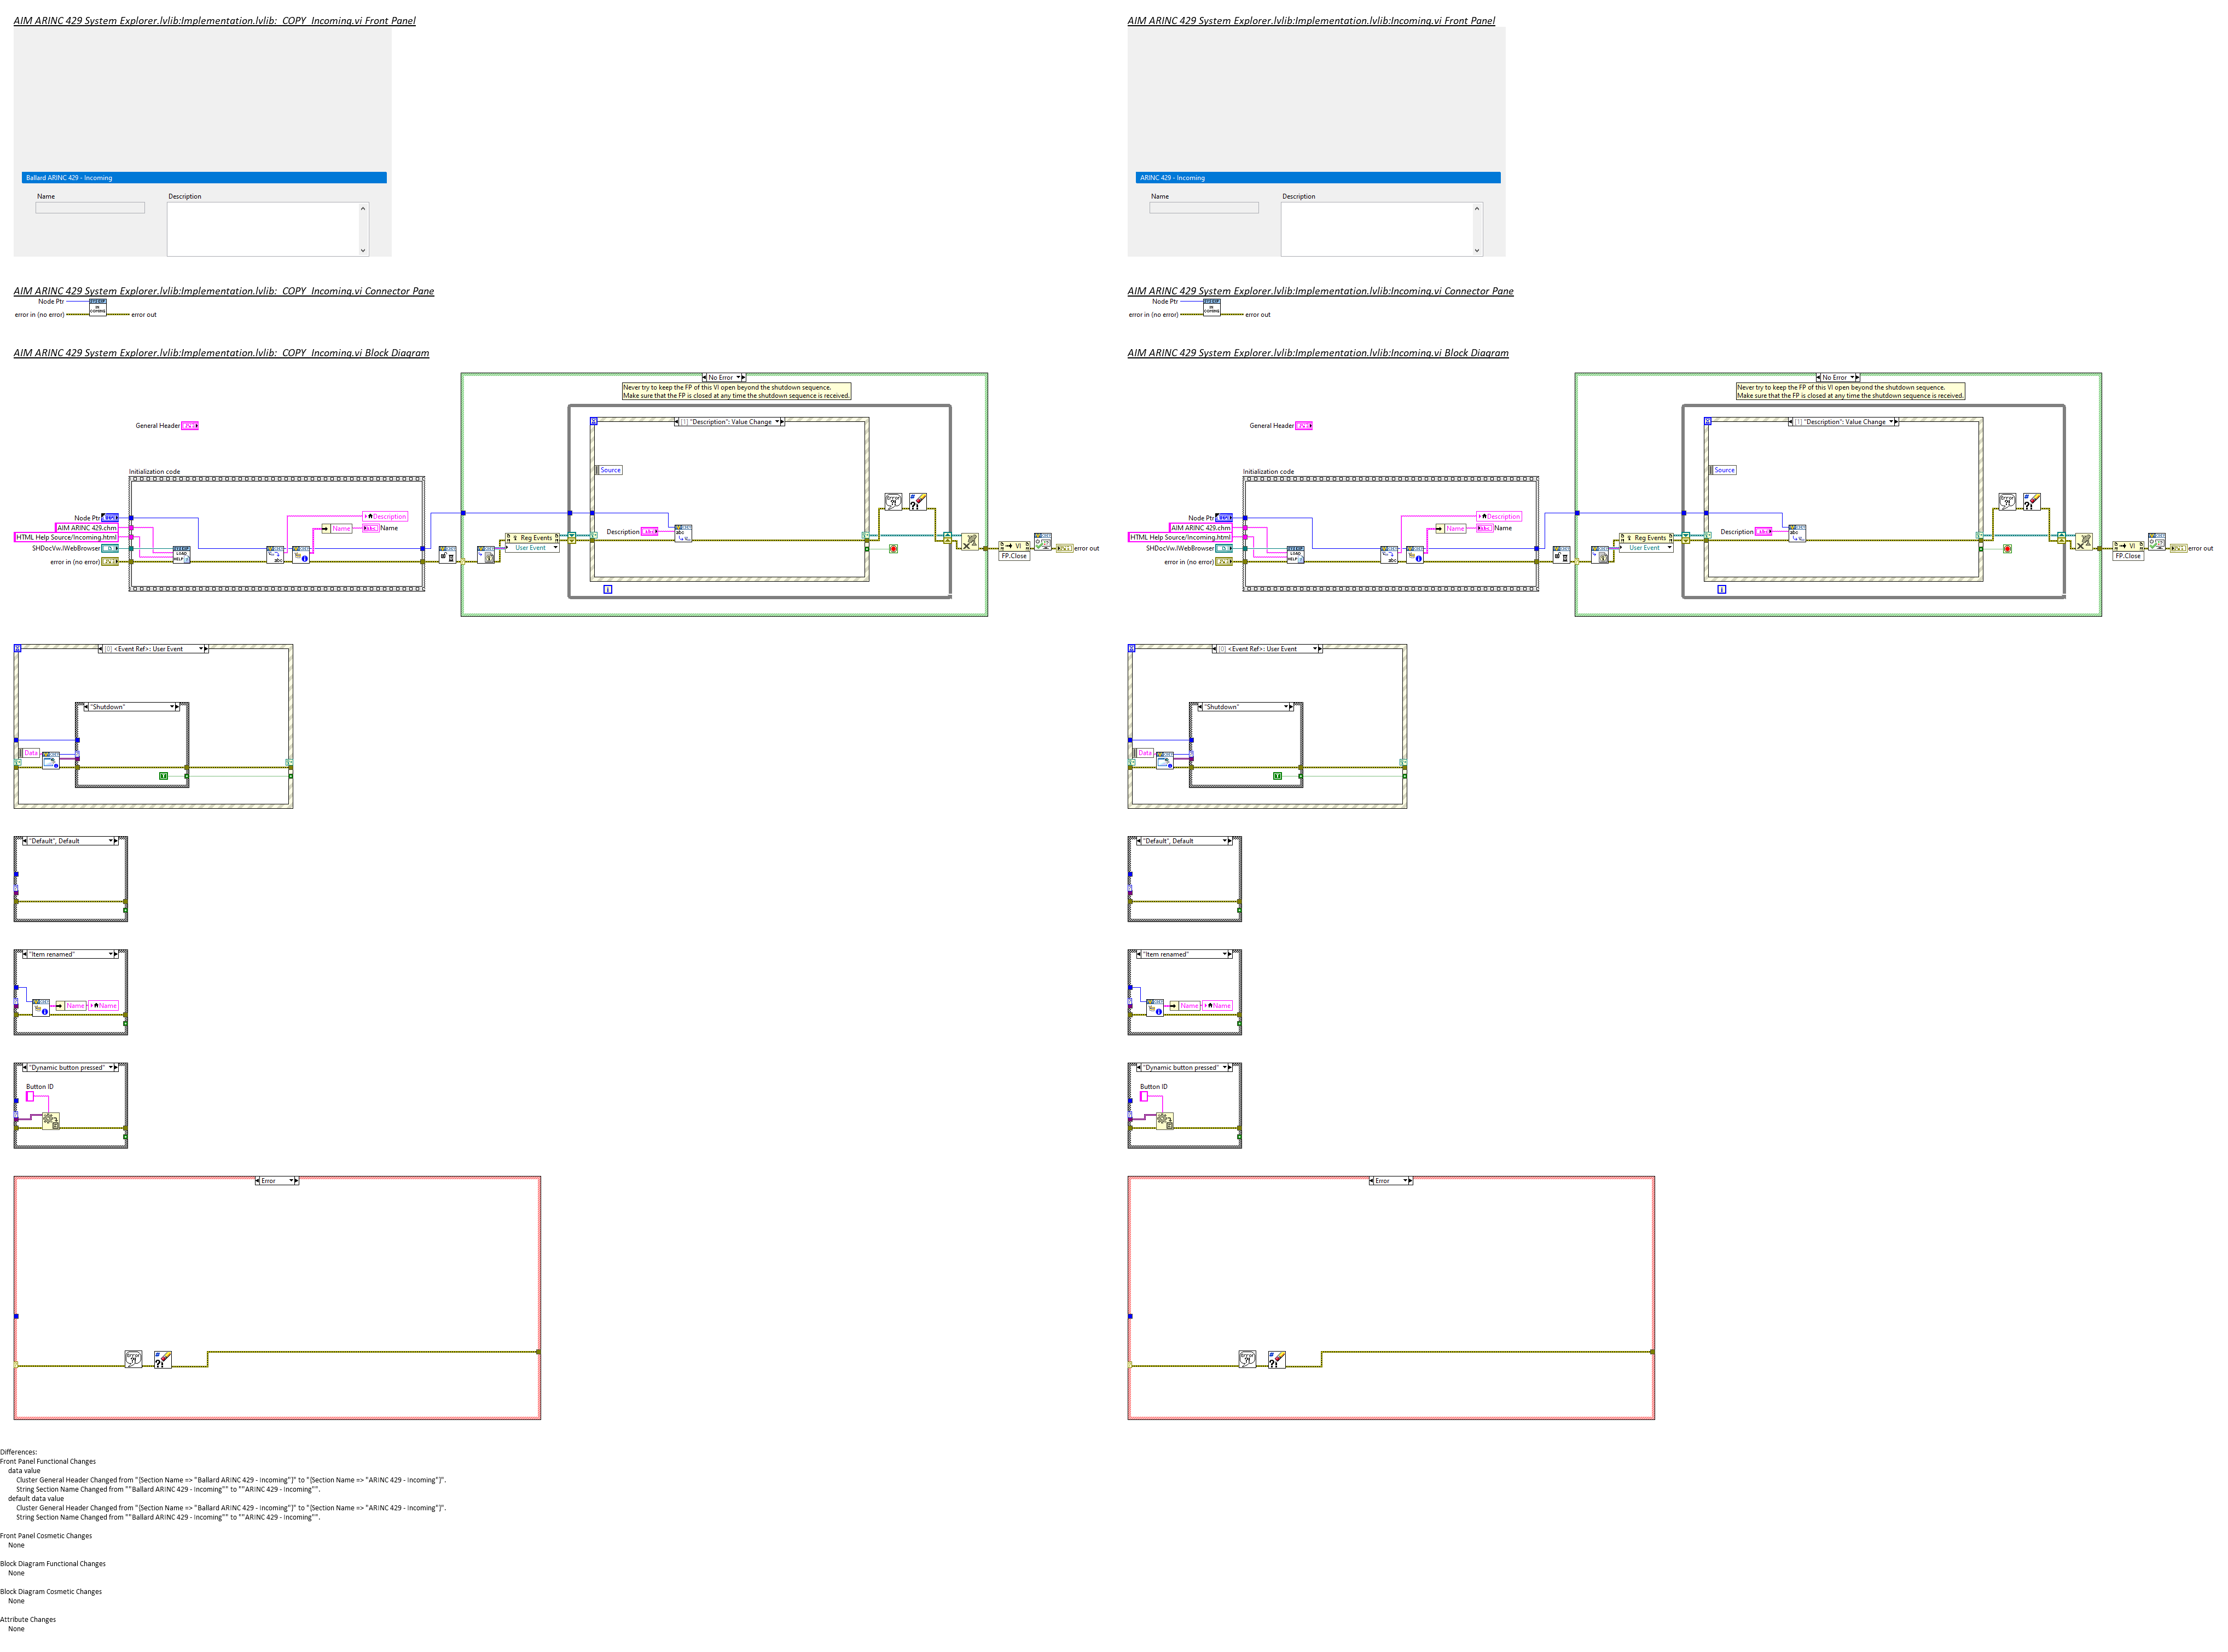 AIM ARINC 429 System Explorer.lvlib:Implementation.lvlib:_COPY_Incoming.vi Front Panel
Ballard ARINC 429 - Incoming
Name
Description
AIM ARINC 429 System Explorer.lvlib:Implementation.lvlib:_COPY_Incoming.vi Connector Pane
Node Ptr
error in (no error)
error out
AIM ARINC 429 System Explorer.lvlib:Implementation.lvlib:_COPY_Incoming.vi Block Diagram
No Error
Never try to keep the FP of this VI open beyond the shutdown sequence.
Make sure that the FP is closed at any time the shutdown sequence is received.
General Header
[1] "Description": Value Change
Source
Initialization code
Node Ptr
AIM ARINC 429.chm
HTML Help Source/Incoming.html
SHDocVw.IWebBrowser
error in (no error)
Description
Name
Name
Reg Events
User Event
Description
VI
FP.Close
error out
[0] <Event Ref>: User Event
"Shutdown"
Data
"Default", Default
"Item renamed"
Name
Name
"Dynamic button pressed"
Button ID
Error
AIM ARINC 429 System Explorer.lvlib:Implementation.lvlib:Incoming.vi Front Panel
ARINC 429 - Incoming
Name
Description
AIM ARINC 429 System Explorer.lvlib:Implementation.lvlib:Incoming.vi Connector Pane
Node Ptr
error in (no error)
error out
AIM ARINC 429 System Explorer.lvlib:Implementation.lvlib:Incoming.vi Block Diagram
No Error
Never try to keep the FP of this VI open beyond the shutdown sequence.
Make sure that the FP is closed at any time the shutdown sequence is received.
General Header
[1] "Description": Value Change
Source
Initialization code
Node Ptr
AIM ARINC 429.chm
HTML Help Source/Incoming.html
SHDocVw.IWebBrowser
error in (no error)
Description
Name
Name
Reg Events
User Event
Description
VI
FP.Close
error out
[0] <Event Ref>: User Event
"Shutdown"
Data
"Default", Default
"Item renamed"
Name
Name
"Dynamic button pressed"
Button ID
Error
Differences:
Front Panel Functional Changes
data value
Cluster General Header Changed from "{Section Name => "Ballard ARINC 429 - Incoming"}" to "{Section Name => "ARINC 429 - Incoming"}".
String Section Name Changed from ""Ballard ARINC 429 - Incoming"" to ""ARINC 429 - Incoming"".
default data value
Cluster General Header Changed from "{Section Name => "Ballard ARINC 429 - Incoming"}" to "{Section Name => "ARINC 429 - Incoming"}".
String Section Name Changed from ""Ballard ARINC 429 - Incoming"" to ""ARINC 429 - Incoming"".
Front Panel Cosmetic Changes
None
Block Diagram Functional Changes
None
Block Diagram Cosmetic Changes
None
Attribute Changes
None